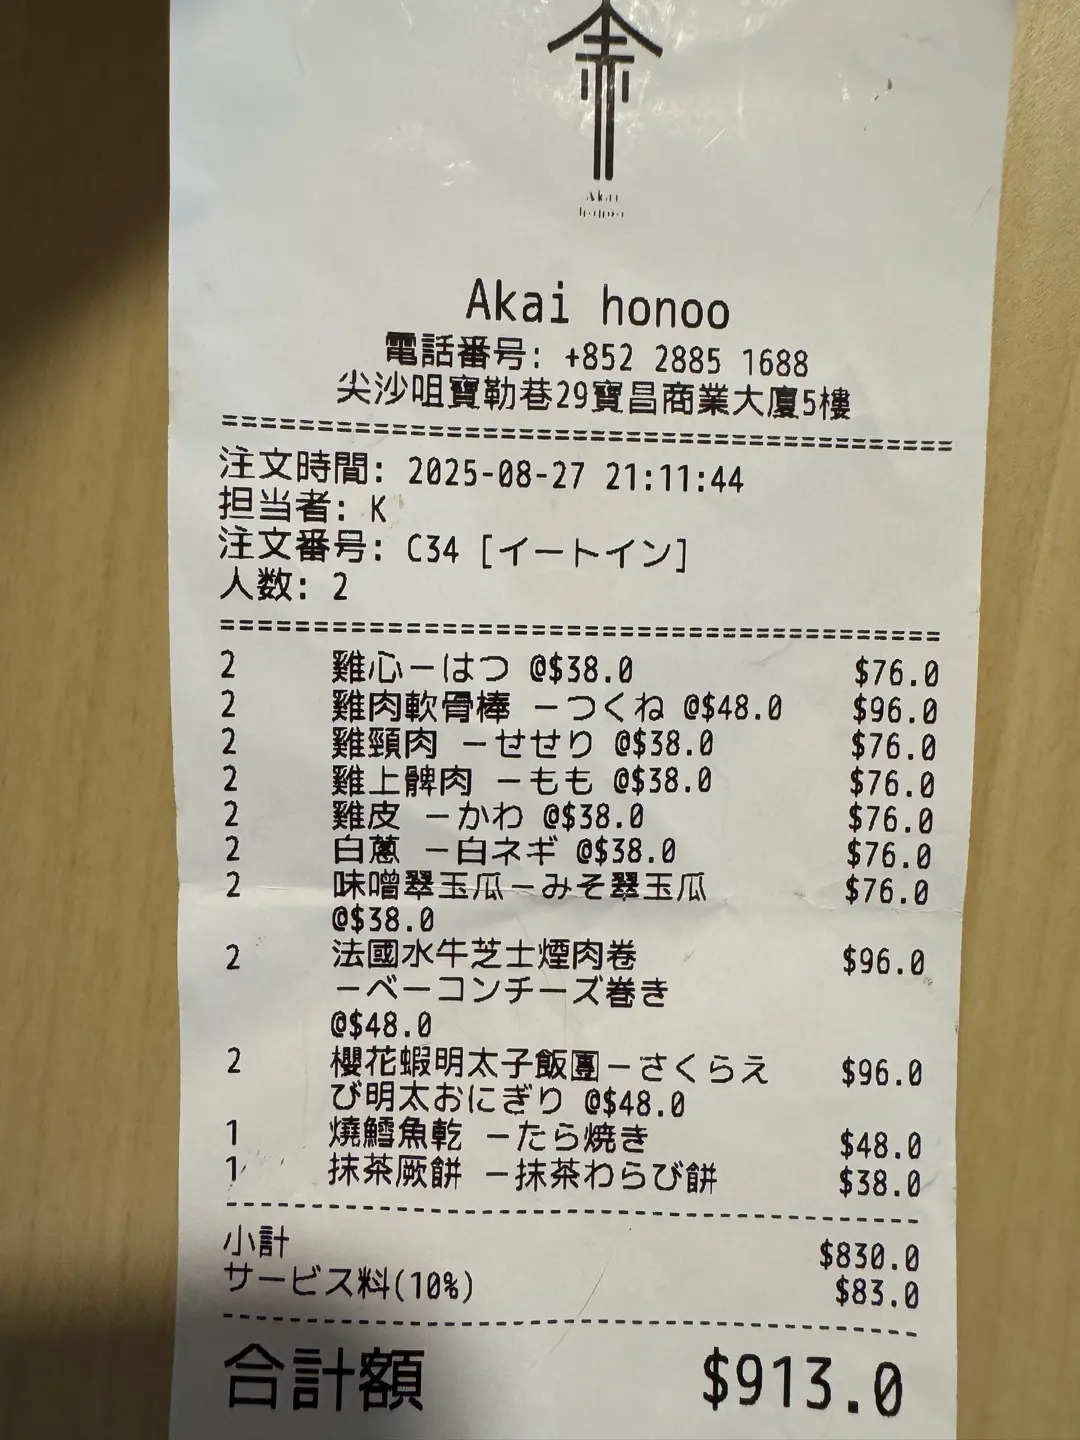 Akai
honoo
Akai honoo
電話番号: +852 2885 1688
尖沙咀寶勒巷29寶昌商業大廈5樓
======================================
注文時間: 2025-08-27 21:11:44
担当者: K
注文番号: C34 [イートイン]
人数: 2
======================================
2 雞心ーはつ @$38.0 $76.0
2 雞肉軟骨棒 ーつくね @$48.0 $96.0
2 雞頸肉 ーせせり @$38.0 $76.0
2 雞上髀肉 ーもも @$38.0 $76.0
2 雞皮 ーかわ @$38.0 $76.0
2 白蔥 ー白ネギ @$38.0 $76.0
2 味噌翠玉瓜ーみそ翠玉瓜 $76.0
@$38.0
2 法國水牛芝士煙肉卷 $96.0
ーベーコンチーズ巻き
@$48.0
2 櫻花蝦明太子飯團ーさくらえ $96.0
び明太おにぎり @$48.0
1 燒鱈魚乾 ーたら焼き $48.0
1 抹茶厥餅 ー抹茶わらび餅 $38.0
--------------------------------------
小計 $830.0
サービス料(10%) $83.0
--------------------------------------
合計額 $913.0